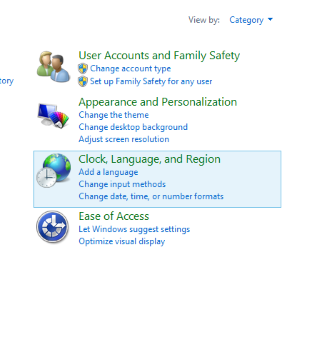 View by: Category
User Accounts and Family Safety
Change account type
tory
Set up Family Safety for any user
Appearance and Personalization
Change the theme
Change desktop background
Adjust screen resolution
Clock, Language, and Region
Add a language
Change input methods
Change date, time, or number formats
Ease of Access
Let Windows suggest settings
Optimize visual display